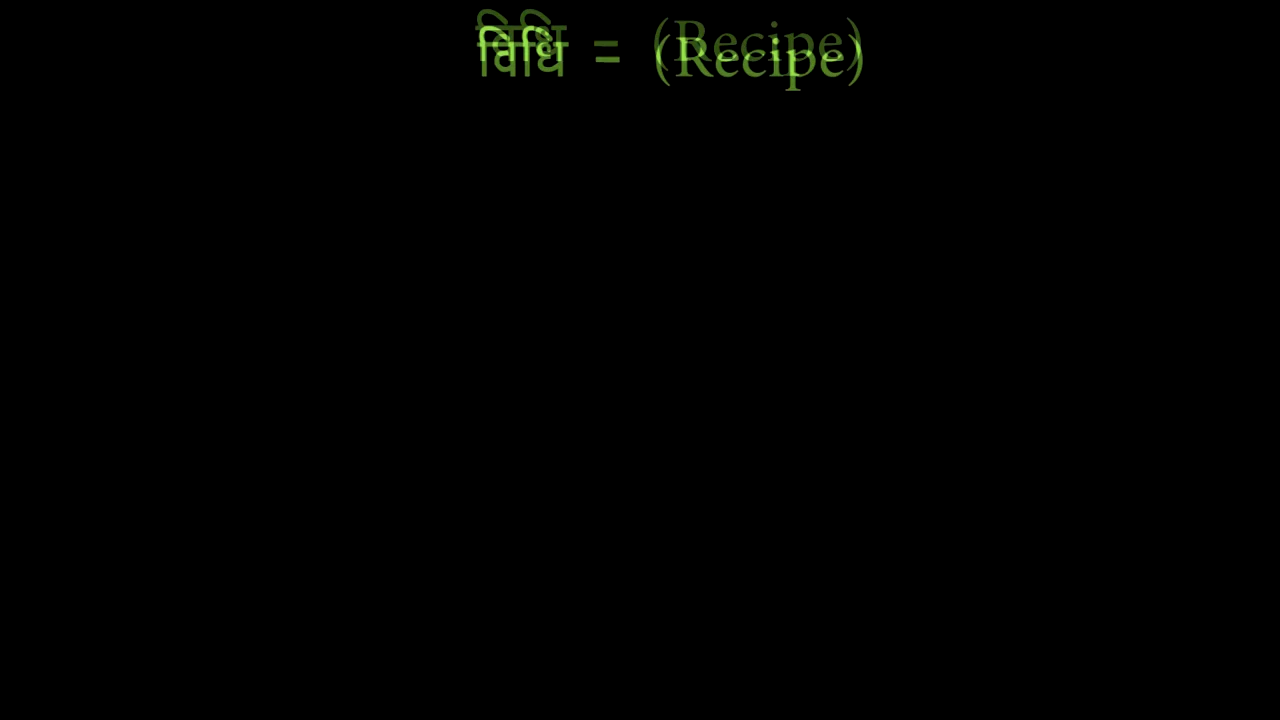 विधि = (Recipe)